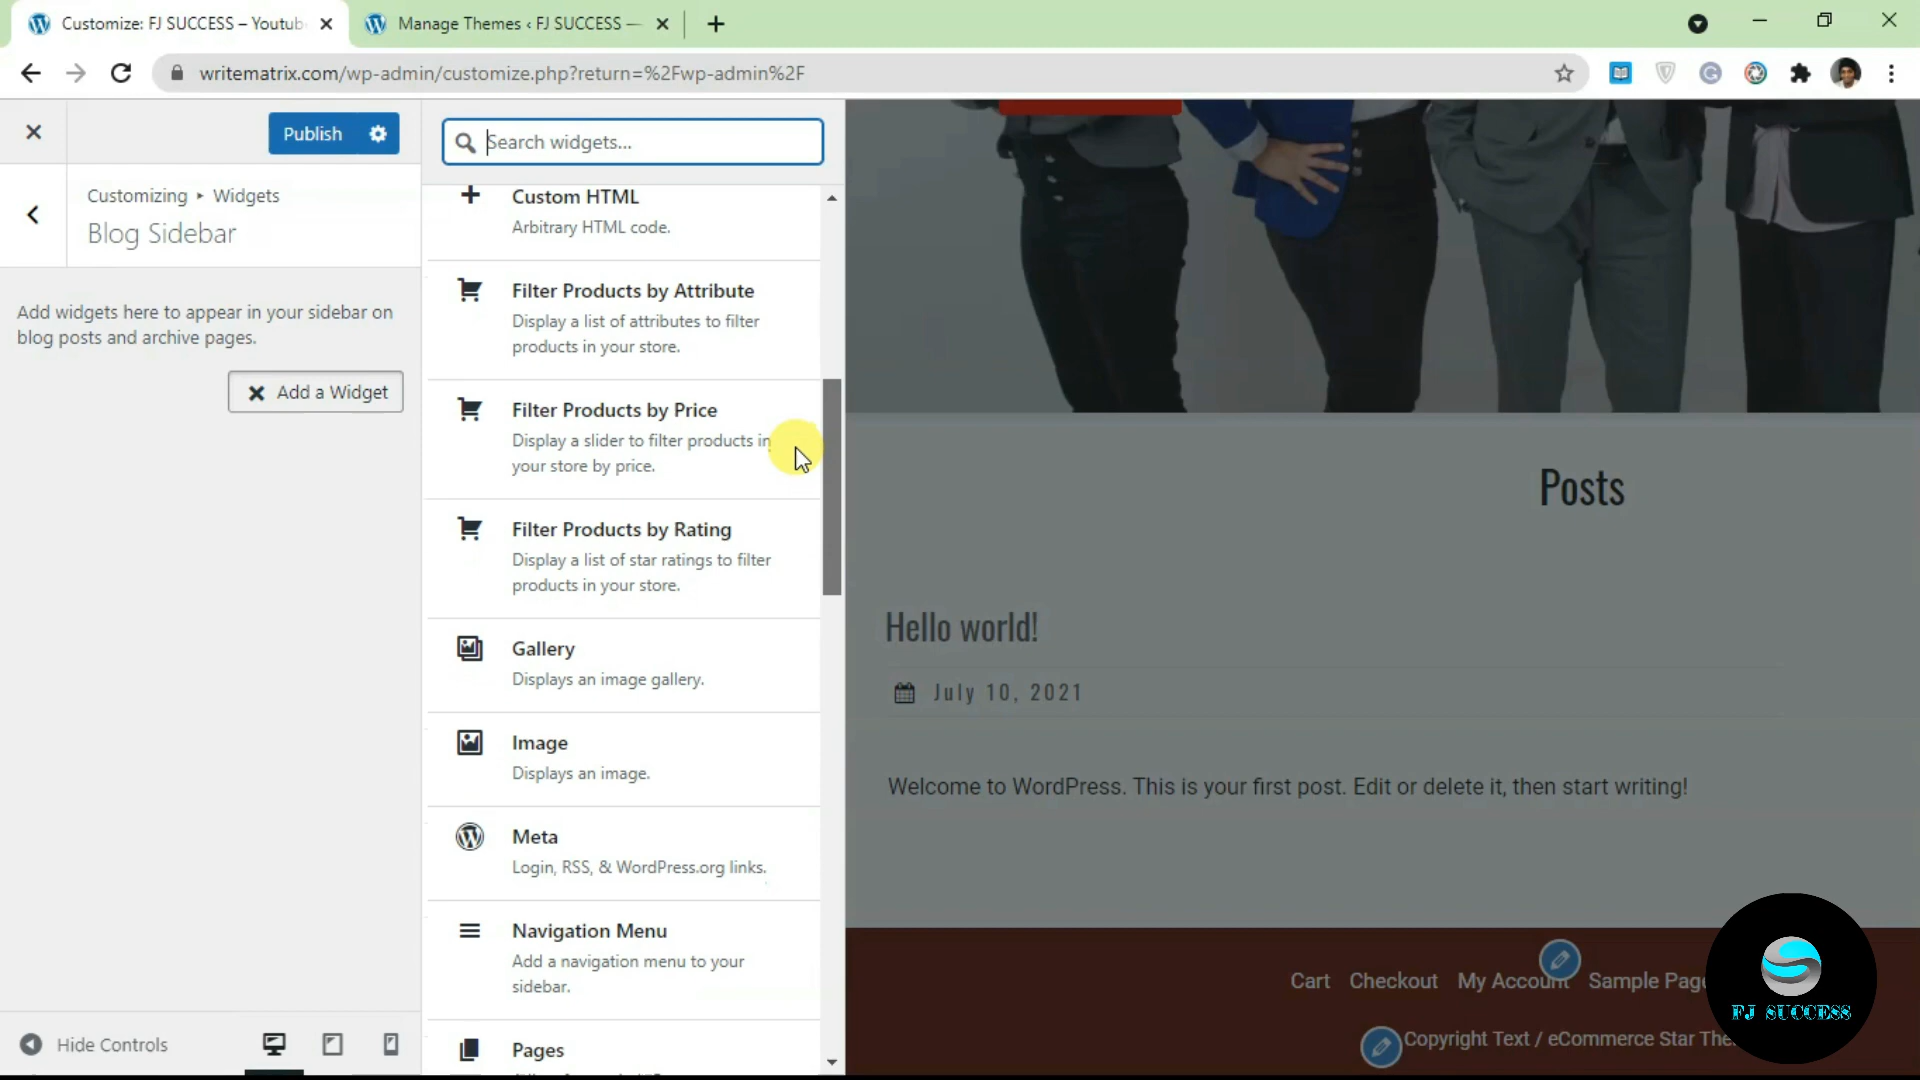 Customize: FJ SUCCESS – Youtub
Manage Themes ‹ FJ SUCCESS —
writematrix.com/wp-admin/customize.php?return=%2Fwp-admin%2F
Publish
Customizing ▸ Widgets
Blog Sidebar
Add widgets here to appear in your sidebar on
blog posts and archive pages.
Add a Widget
Search widgets...
Custom HTML
Arbitrary HTML code.
Filter Products by Attribute
Display a list of attributes to filter
products in your store.
Filter Products by Price
Display a slider to filter products in
your store by price.
Filter Products by Rating
Display a list of star ratings to filter
products in your store.
Gallery
Displays an image gallery.
Image
Displays an image.
Meta
Login, RSS, & WordPress.org links.
Navigation Menu
Add a navigation menu to your
sidebar.
Pages
Posts
Hello world!
July 10, 2021
Welcome to WordPress. This is your first post. Edit or delete it, then start writing!
Cart Checkout My Account Sample Page
Copyright Text / eCommerce Star The
FJ SUCCESS
Hide Controls